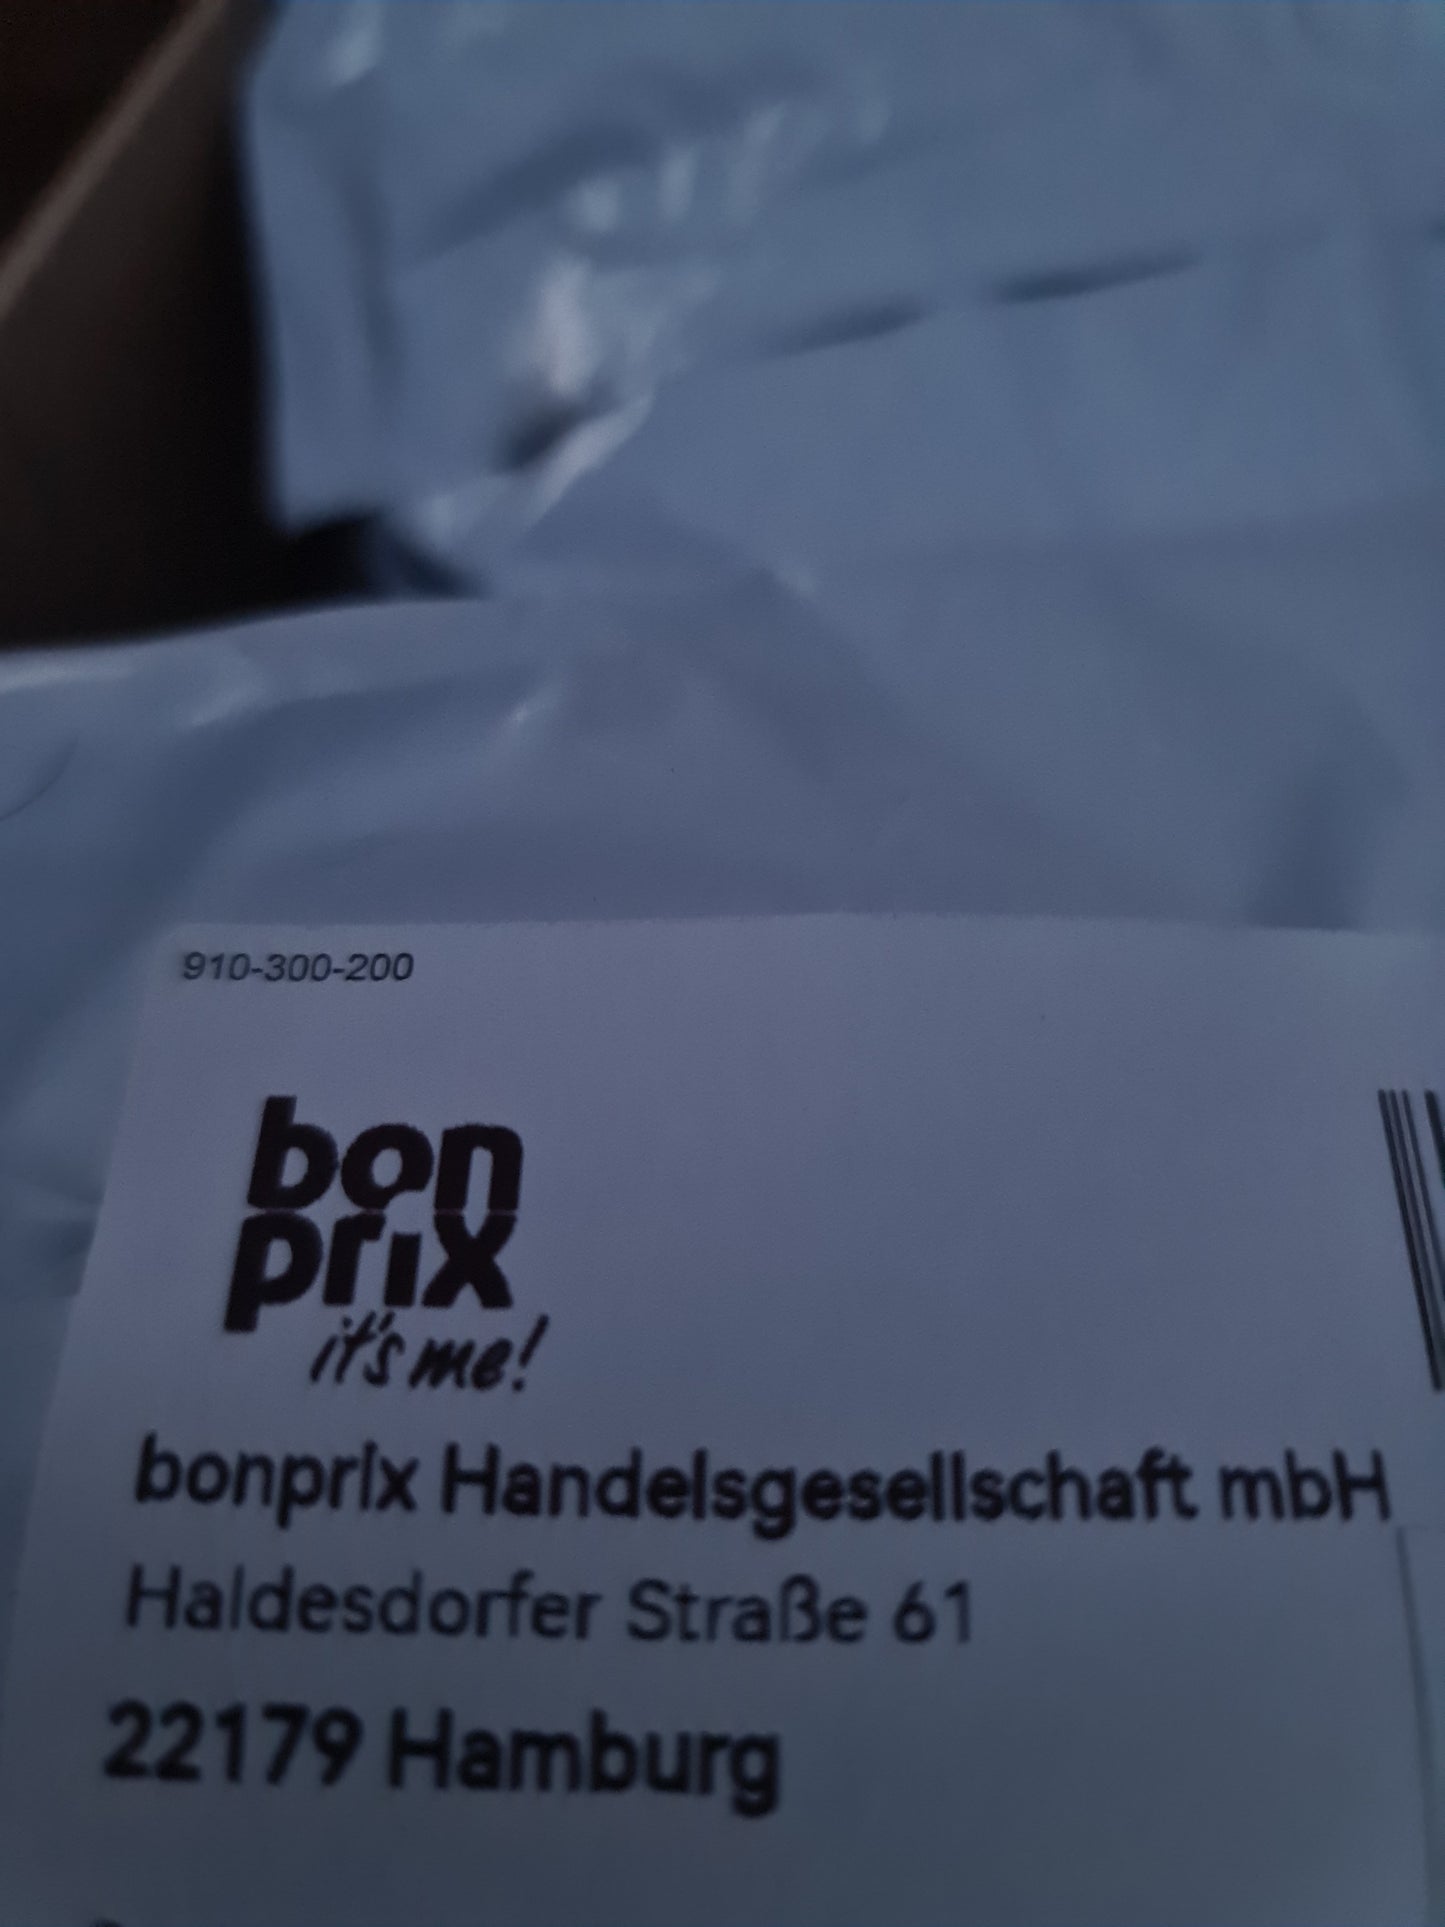 910-300-200
bon
prix
it's me!
bonprix Handelsgesellschaft mbH
Haldesdorfer Straße 61
22179 Hamburg